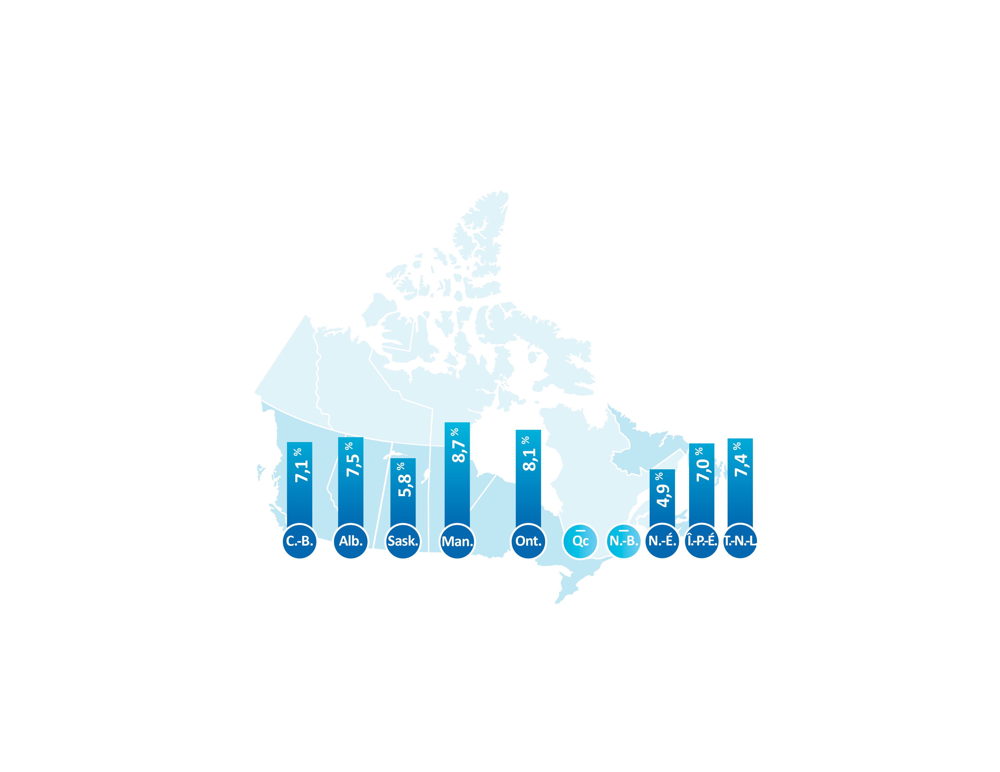 7,1 %
7,5 %
5,8 %
8,7 %
8,1 %
4,9 %
7,0 %
7,4 %
C.-B.
Alb.
Sask.
Man.
Ont.
–
Qc
–
N.-B.
N.-É.
Î.-P.-É.
T.-N.-L